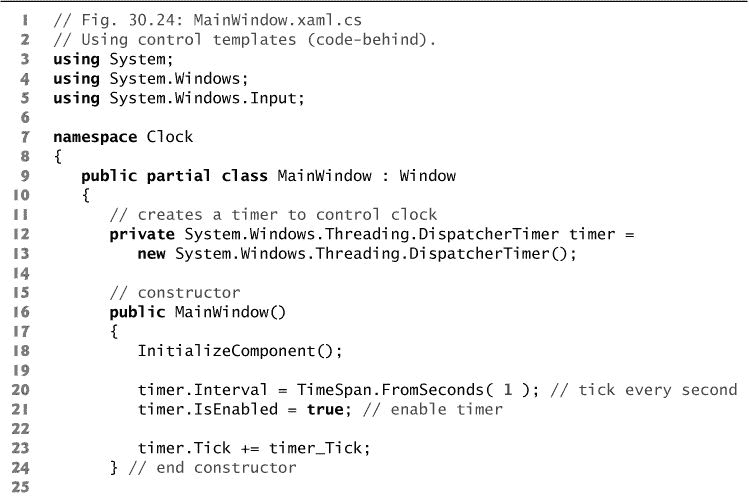 1 // Fig. 30.24: MainWindow.xaml.cs
2 // Using control templates (code-behind).
3 using System;
4 using System.Windows;
5 using System.Windows.Input;
6
7 namespace Clock
8 {
9 public partial class MainWindow : Window
10 {
11 // creates a timer to control clock
12 private System.Windows.Threading.DispatcherTimer timer =
13 new System.Windows.Threading.DispatcherTimer();
14
15 // constructor
16 public MainWindow()
17 {
18 InitializeComponent();
19
20 timer.Interval = TimeSpan.FromSeconds( 1 ); // tick every second
21 timer.IsEnabled = true; // enable timer
22
23 timer.Tick += timer_Tick;
24 } // end constructor
25